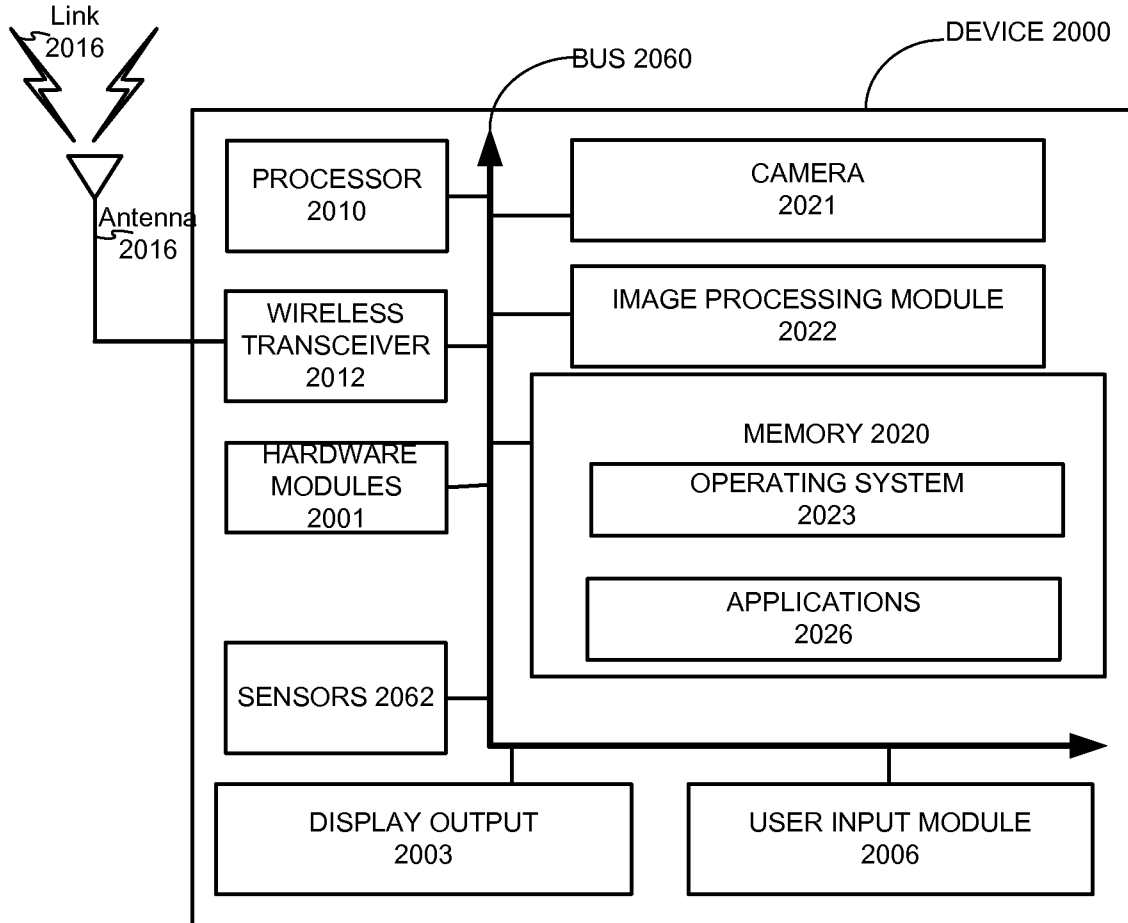 Link
2016
BUS 2060
DEVICE 2000
Antenna
2016
PROCESSOR
2010
CAMERA
2021
WIRELESS
TRANSCEIVER
2012
IMAGE PROCESSING MODULE
2022
HARDWARE
MODULES
2001
MEMORY 2020
OPERATING SYSTEM
2023
APPLICATIONS
2026
SENSORS 2062
DISPLAY OUTPUT
2003
USER INPUT MODULE
2006